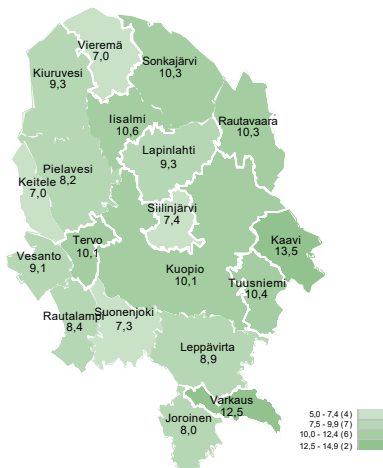 Vieremä
7,0
Sonkajärvi
10,3
Kiuruvesi
9,3
Iisalmi
10,6
Rautavaara
10,3
Lapinlahti
9,3
Pielavesi
8,2
Keitele
7,0
Siilinjärvi
7,4
Tervo
10,1
Kaavi
13,5
Vesanto
9,1
Kuopio
10,1
Tuusniemi
10,4
Rautalampi
8,4
Suonenjoki
7,3
Leppävirta
8,9
Varkaus
12,5
Joroinen
8,0
5,0 - 7,4 (4)
7,5 - 9,9 (7)
10,0 - 12,4 (6)
12,5 - 14,9 (2)